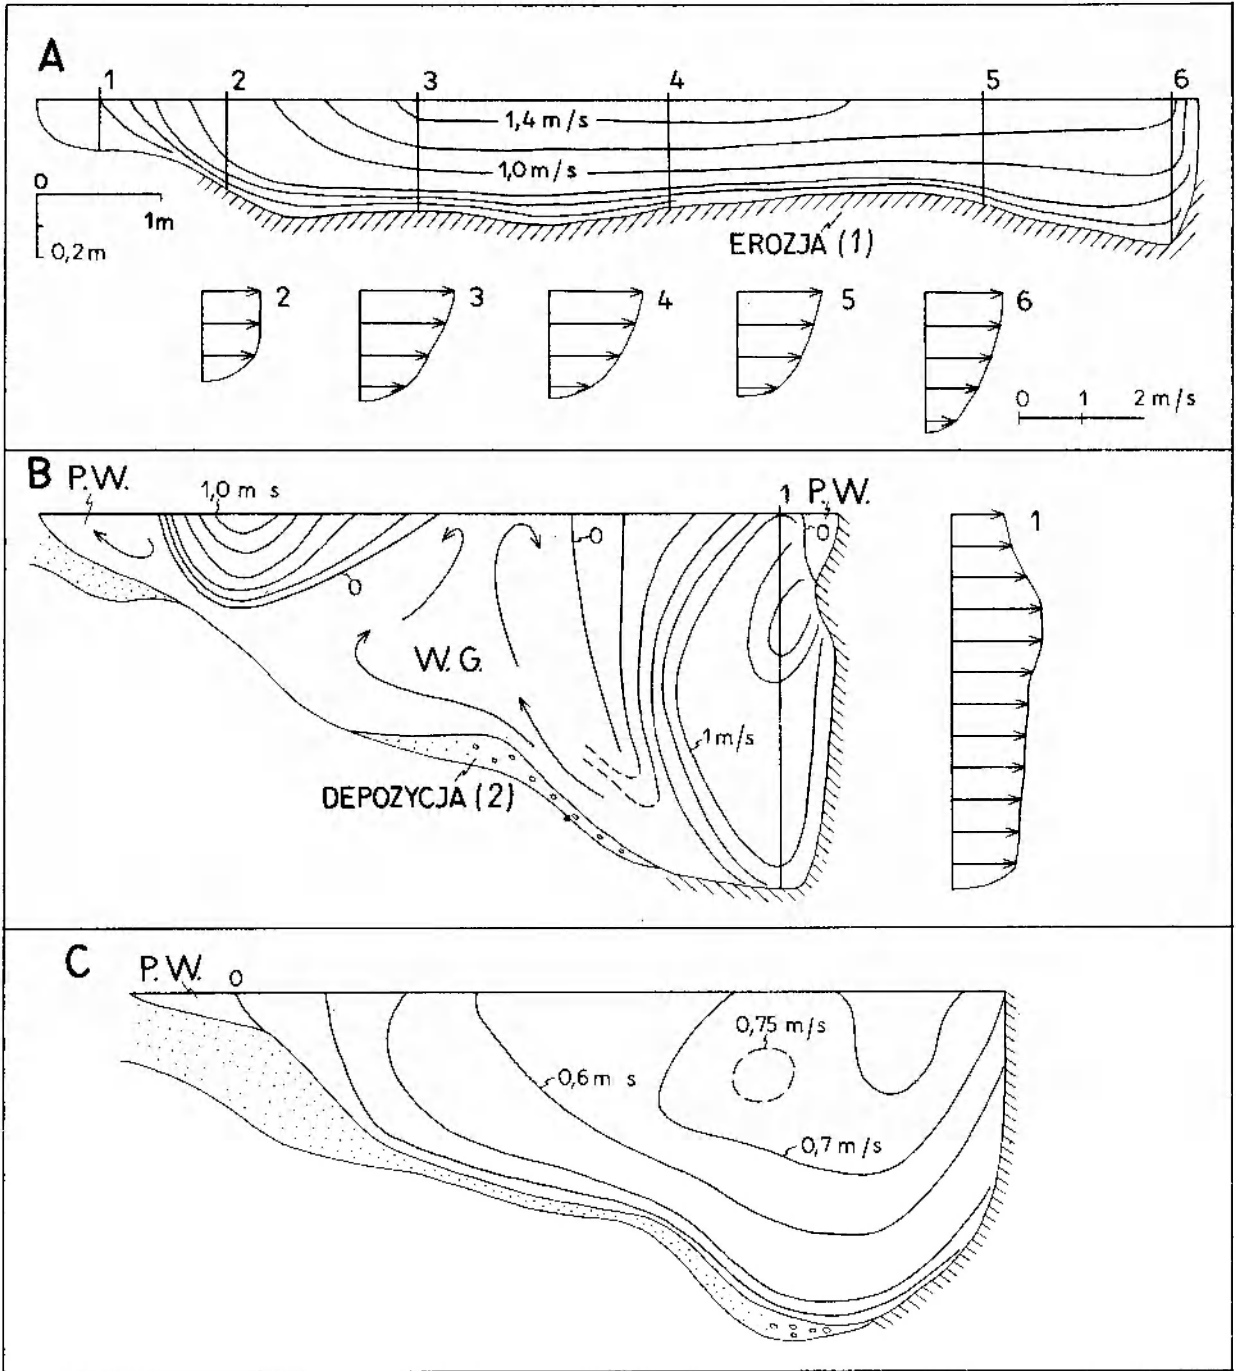 A
1 2 3 4 5 6
1,4 m/s
1,0 m/s
0
1m
0,2 m
EROZJA (1)
2 3 4 5 6
0 1 2 m/s
B P.W. 1,0 m s 1 P.W. 1
0 0
0
W.G.
1 m/s
DEPOZYCJA (2)
C P.W. 0
0,75 m/s
0,6 m s
0,7 m/s